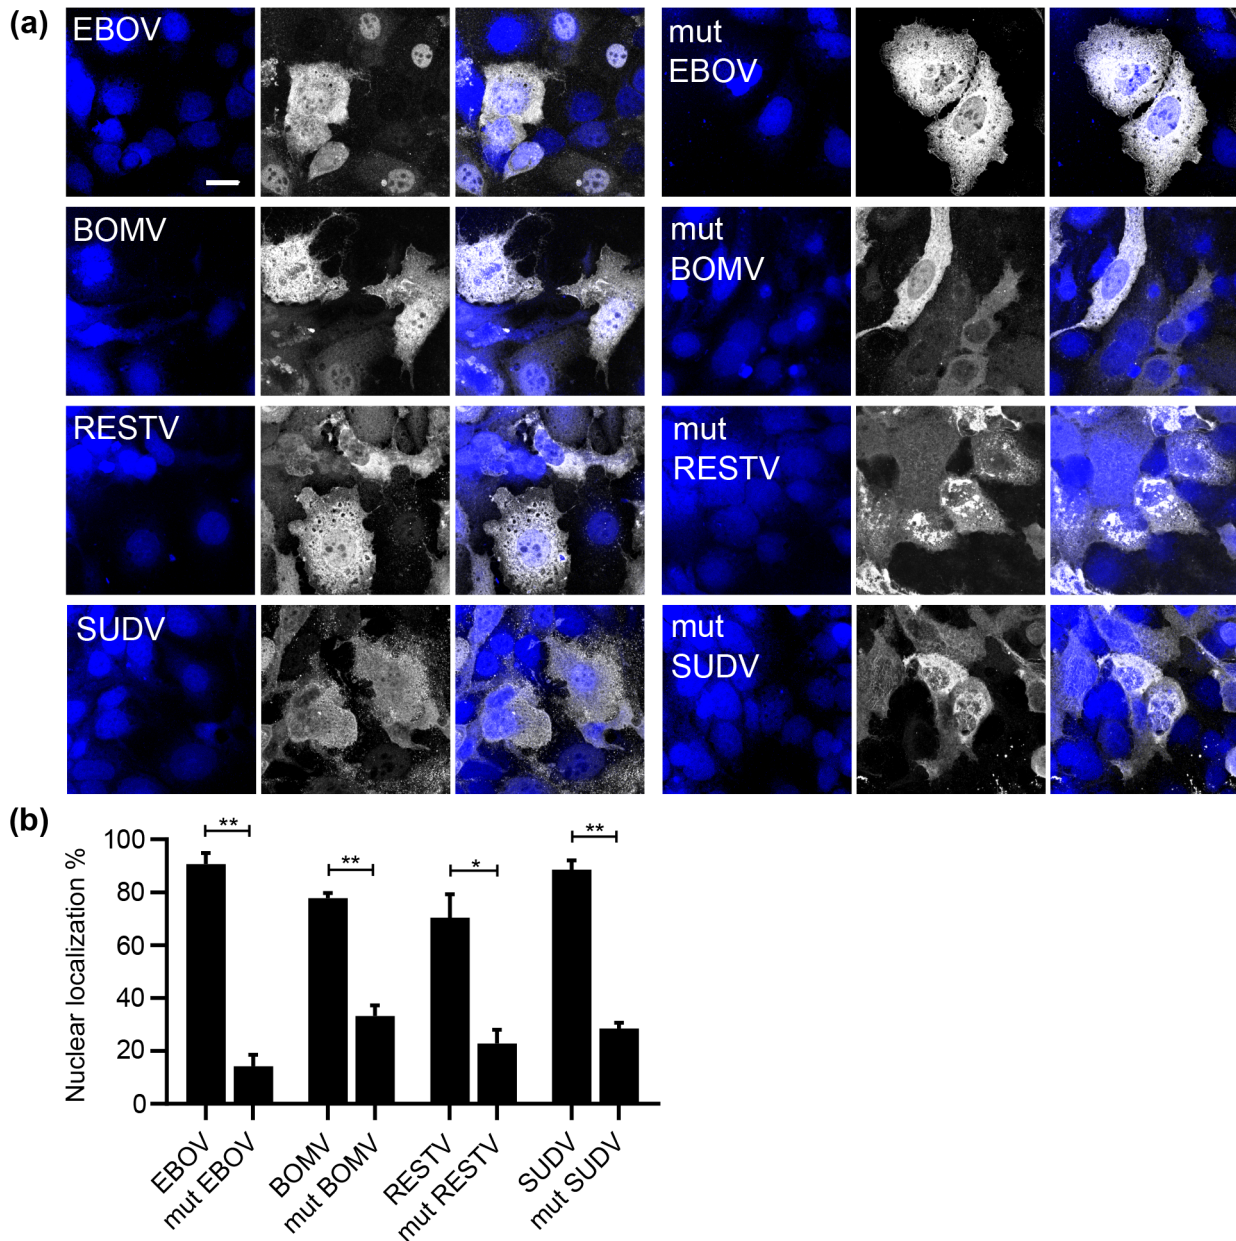 (a)
EBOV
mut
EBOV
BOMV
mut
BOMV
RESTV
mut
RESTV
SUDV
mut
SUDV
(b)
Nuclear localization %
100
80
60
40
20
0
**
**
*
**
EBOV
mut EBOV
BOMV
mut BOMV
RESTV
mut RESTV
SUDV
mut SUDV